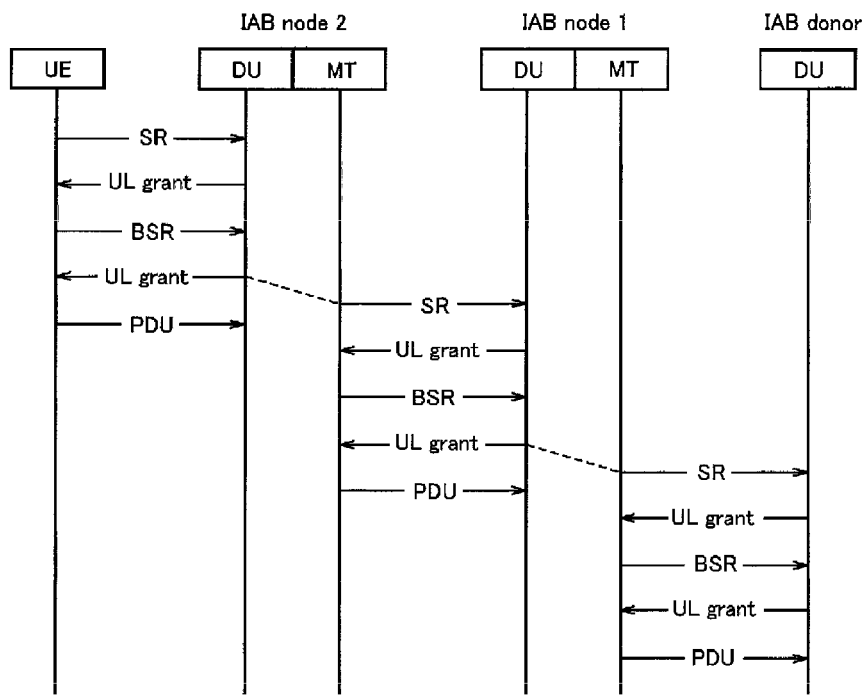 IAB node 2 IAB node 1 IAB donor
UE DU MT DU MT DU
SR
UL grant
BSR
UL grant
SR
PDU
UL grant
BSR
UL grant
SR
PDU
UL grant
BSR
UL grant
PDU